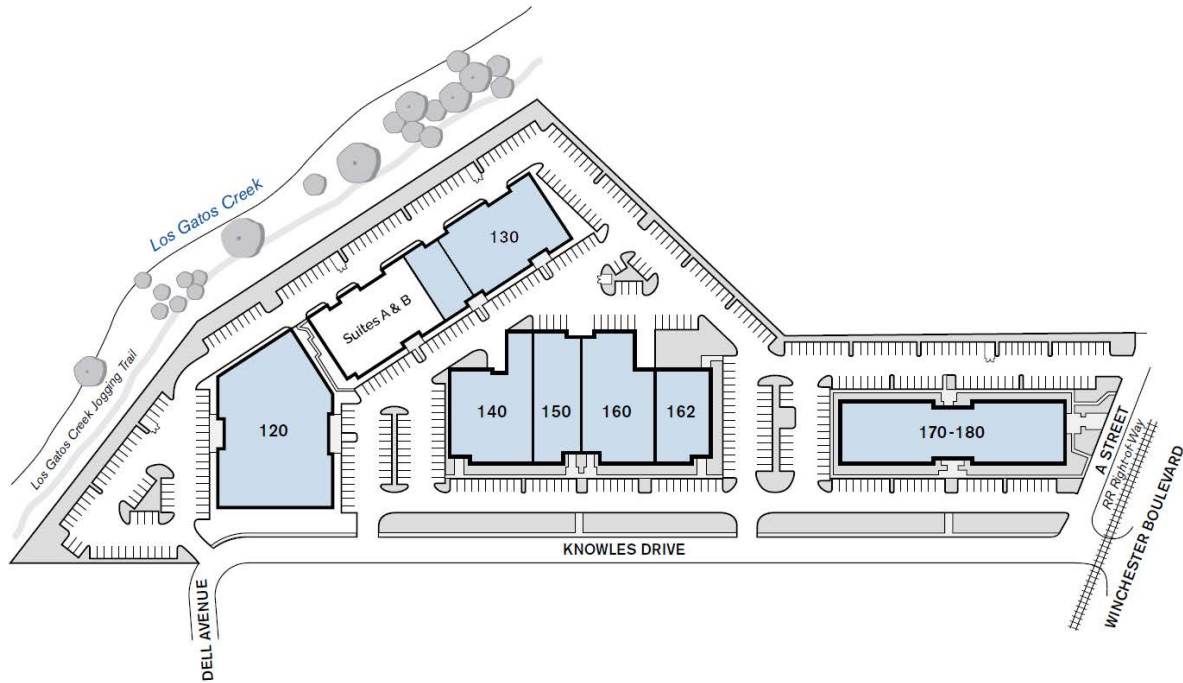 Los Gatos Creek
Los Gatos Creek Jogging Trail
130
Suites A & B
120
140
150
160
162
170-180
A STREET
RR Right-of-Way
WINCHESTER BOULEVARD
KNOWLES DRIVE
DELL AVENUE